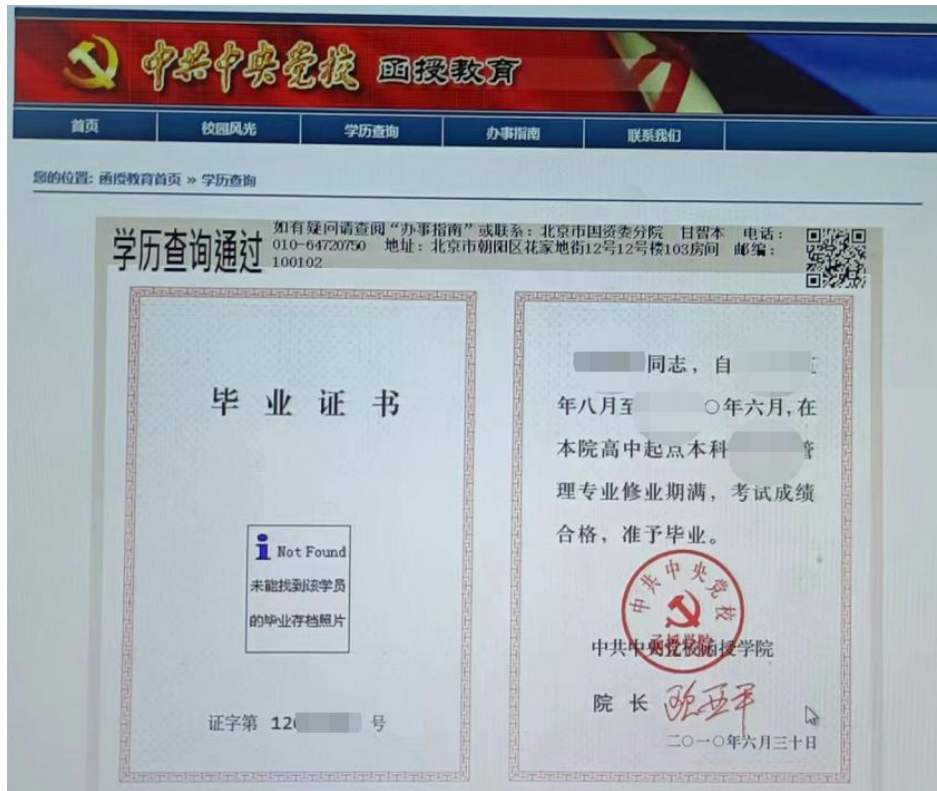 中共中央党校 函授教育
首页 校园风光 学历查询 办事指南 联系我们
您的位置: 函授教育首页 » 学历查询
学历查询通过
如有疑问请查阅“办事指南”或联系：北京市国资委分院 甘智本 电话：
010-64720750 地址：北京市朝阳区花家地街12号12号楼103房间 邮编：
100102
毕业证书
Not Found
未能找到该学员
的毕业存档照片
证字第 12 号
同志，自
年八月至 〇年六月,在
本院高中起点本科 管
理专业修业期满，考试成绩
合格，准予毕业。
中共中央党校
函授学院
中共中央党校函授学院
院长
二〇一〇年六月三十日